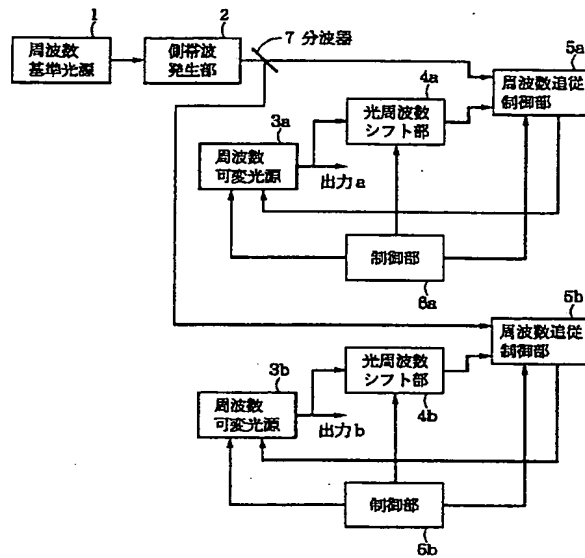 1
2
7 分波器
周波数
基準光源
側帯波
発生部
5a
周波数追従
制御部
4a
光周波数
シフト部
3a
周波数
可変光源
出力a
制御部
6a
5b
周波数追従
制御部
光周波数
シフト部
4b
3b
周波数
可変光源
出力b
制御部
6b